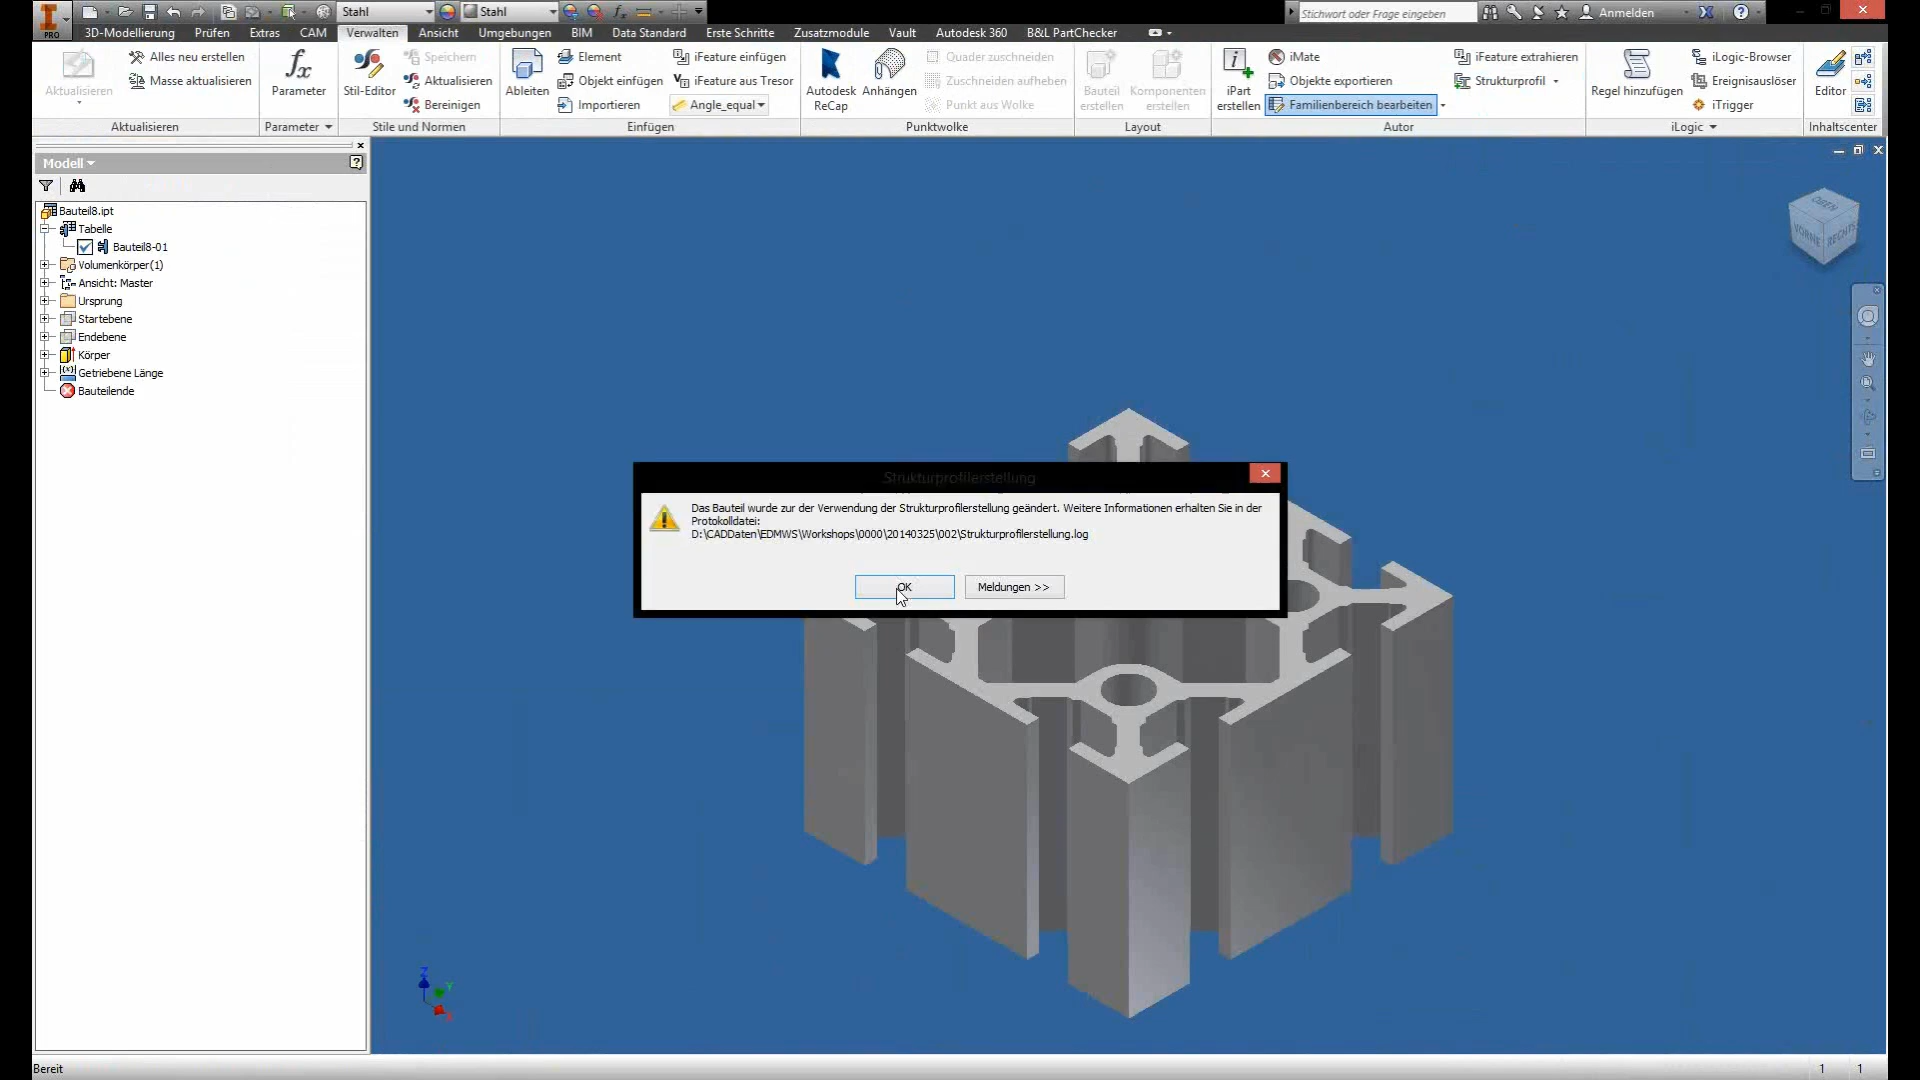 PRO
Stahl
Stahl
Stichwort oder Frage eingeben
Anmelden
3D-Modellierung Prüfen Extras CAM Verwalten Ansicht Umgebungen BIM Data Standard Erste Schritte Zusatzmodule Vault Autodesk 360 B&L PartChecker
Aktualisieren
Alles neu erstellen
Masse aktualisieren
Aktualisieren
fx
Parameter
Parameter
Stil-Editor
Speichern
Aktualisieren
Bereinigen
Stile und Normen
Ableiten
Element
Objekt einfügen
Importieren
iFeature einfügen
iFeature aus Tresor
Angle_equal
Einfügen
Autodesk
ReCap
Anhängen
Quader zuschneiden
Zuschneiden aufheben
Punkt aus Wolke
Punktwolke
Bauteil
erstellen
Komponenten
erstellen
Layout
iPart
erstellen
iMate
Objekte exportieren
Familienbereich bearbeiten
iFeature extrahieren
Strukturprofil
Autor
Regel hinzufügen
iLogic-Browser
Ereignisauslöser
iTrigger
iLogic
Editor
Inhaltscenter
Modell
Bauteil8.ipt
Tabelle
Bauteil8-01
Volumenkörper(1)
Ansicht: Master
Ursprung
Startebene
Endebene
Körper
Getriebene Länge
Bauteilende
OBEN
VORNE
RECHTS
Strukturprofilerstellung
Das Bauteil wurde zur der Verwendung der Strukturprofilerstellung geändert. Weitere Informationen erhalten Sie in der
Protokolldatei:
D:\CADDaten\EDMWS\Workshops\0000\20140325\002\Strukturprofilerstellung.log
OK
Meldungen >>
Z
Y
X
Bereit
1 1